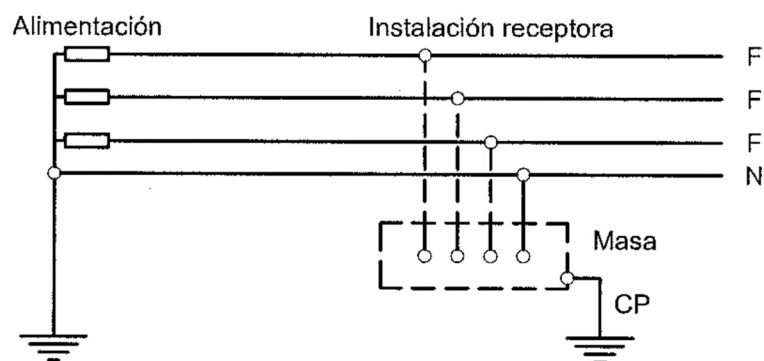 Alimentación
Instalación receptora
F
F
F
N
Masa
CP